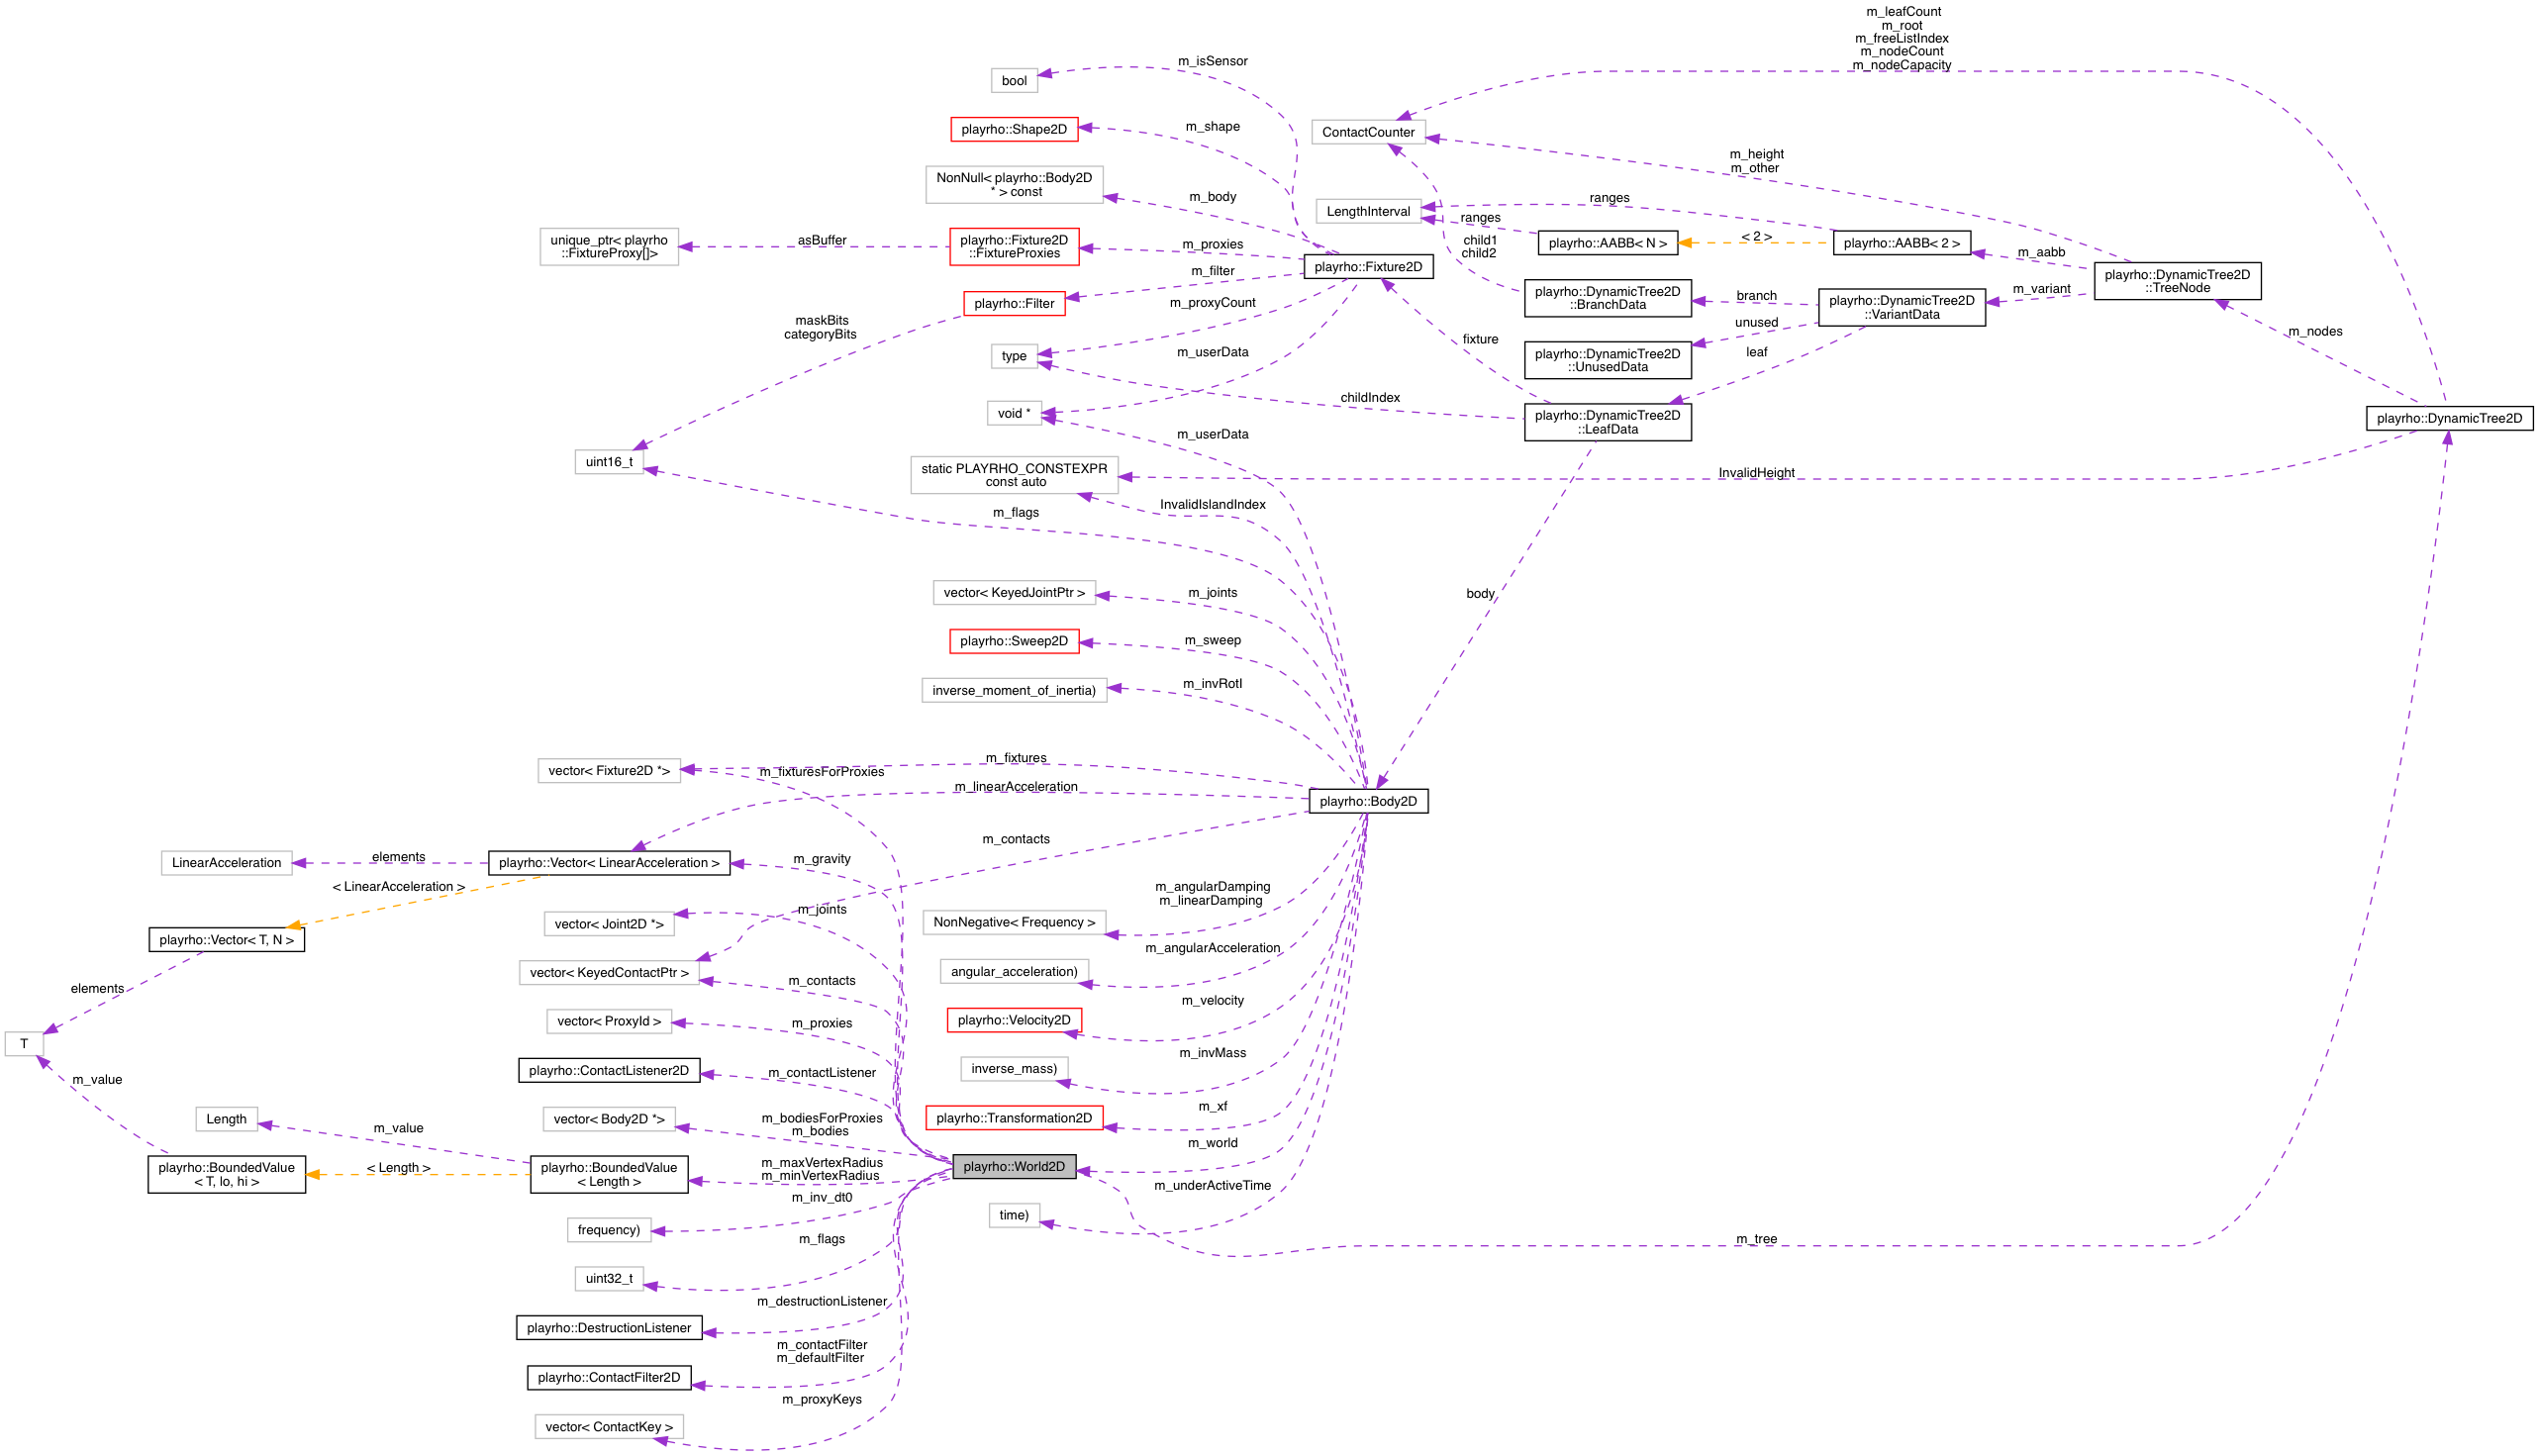 m_leafCount
m_root
m_freeListIndex
m_nodeCount
m_nodeCapacity
m_isSensor
bool
m_shape
playrho::Shape2D
ContactCounter
m_height
m_other
NonNull< playrho::Body2D
* > const
m_body
ranges
LengthInterval
ranges
unique_ptr< playrho
::FixtureProxy[]>
asBuffer
playrho::Fixture2D
::FixtureProxies
m_proxies
child1
child2
playrho::AABB< N >
< 2 >
playrho::AABB< 2 >
m_aabb
playrho::Fixture2D
m_filter
playrho::DynamicTree2D
::TreeNode
playrho::Filter
m_proxyCount
playrho::DynamicTree2D
::BranchData
branch
playrho::DynamicTree2D
::VariantData
m_variant
maskBits
categoryBits
unused
m_nodes
type
m_userData
fixture
playrho::DynamicTree2D
::UnusedData
leaf
childIndex
void *
playrho::DynamicTree2D
::LeafData
playrho::DynamicTree2D
m_userData
uint16_t
static PLAYRHO_CONSTEXPR
const auto
InvalidHeight
InvalidIslandIndex
m_flags
vector< KeyedJointPtr >
m_joints
body
playrho::Sweep2D
m_sweep
inverse_moment_of_inertia)
m_invRotI
vector< Fixture2D *>
m_fixtures
m_fixturesForProxies
m_linearAcceleration
playrho::Body2D
m_contacts
LinearAcceleration
elements
playrho::Vector< LinearAcceleration >
m_gravity
< LinearAcceleration >
m_angularDamping
m_linearDamping
m_joints
vector< Joint2D *>
NonNegative< Frequency >
playrho::Vector< T, N >
m_angularAcceleration
vector< KeyedContactPtr >
angular_acceleration)
m_contacts
elements
m_velocity
vector< ProxyId >
m_proxies
playrho::Velocity2D
T
m_invMass
playrho::ContactListener2D
m_contactListener
inverse_mass)
m_value
m_xf
Length
vector< Body2D *>
m_bodiesForProxies
m_bodies
playrho::Transformation2D
m_value
m_world
playrho::BoundedValue
< T, lo, hi >
< Length >
playrho::BoundedValue
< Length >
m_maxVertexRadius
m_minVertexRadius
playrho::World2D
m_underActiveTime
m_inv_dt0
time)
frequency)
m_flags
m_tree
uint32_t
m_destructionListener
playrho::DestructionListener
m_contactFilter
m_defaultFilter
playrho::ContactFilter2D
m_proxyKeys
vector< ContactKey >